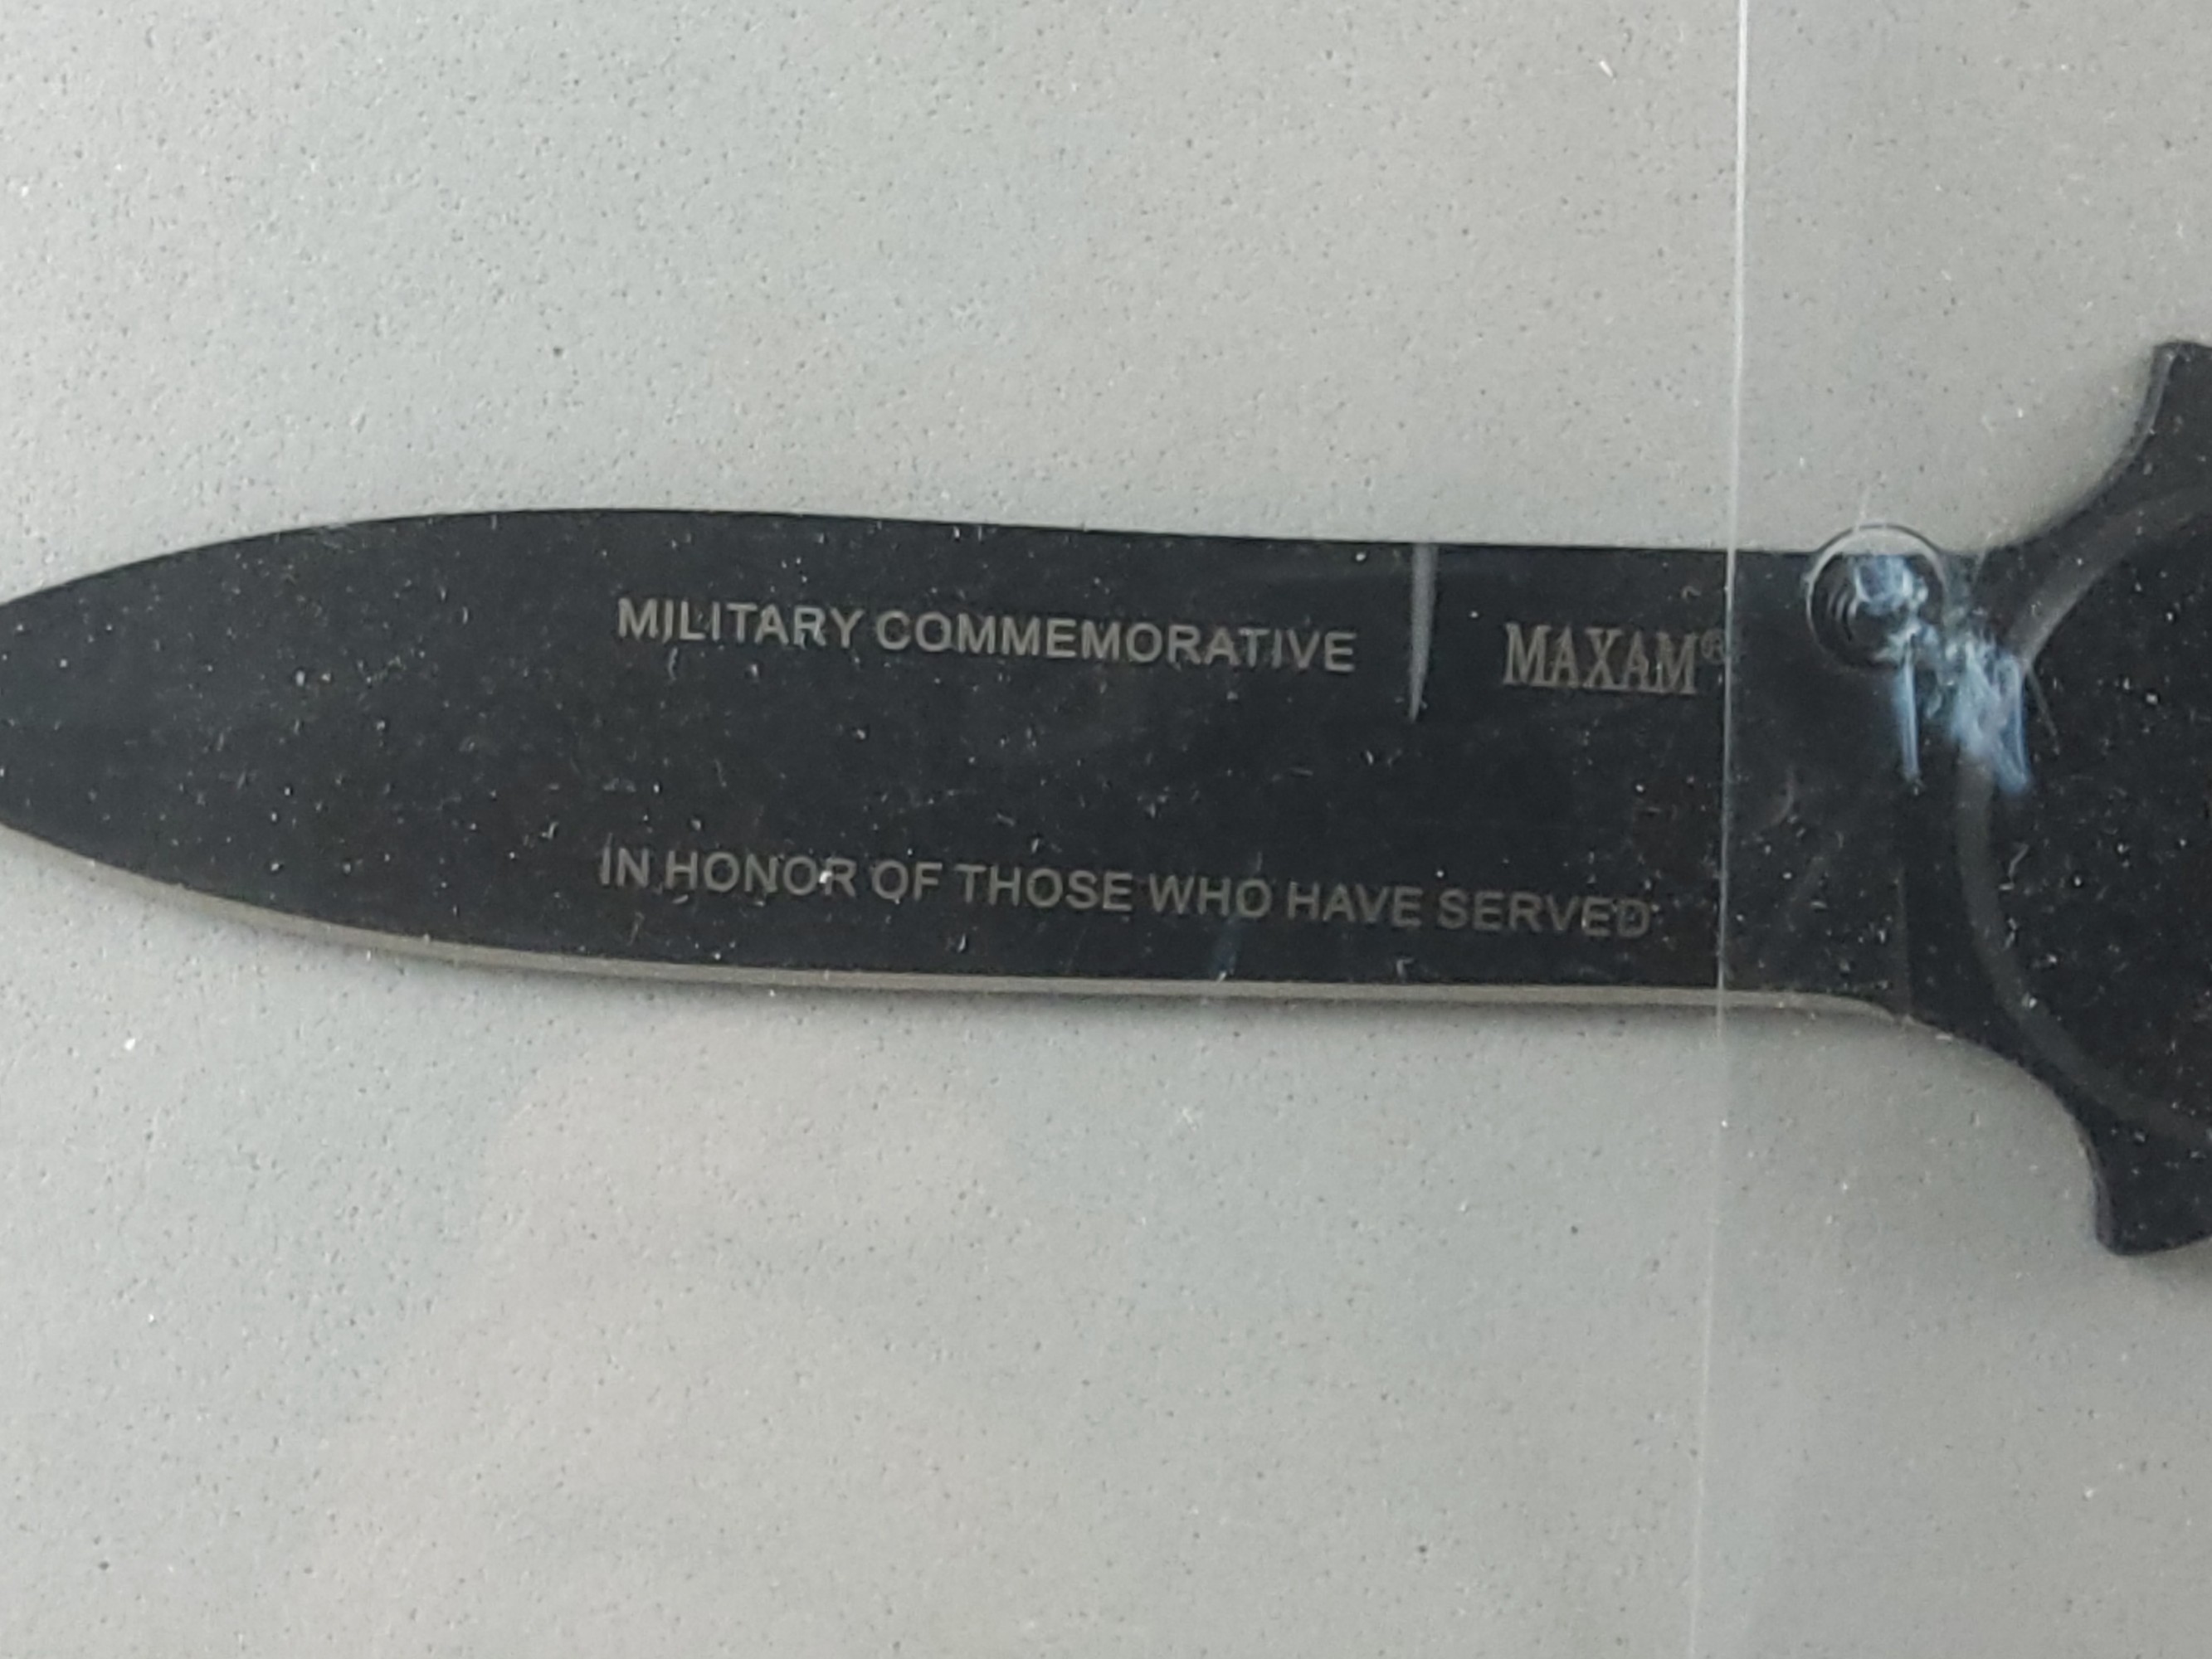 MILITARY COMMEMORATIVE
MAXAM®
IN HONOR OF THOSE WHO HAVE SERVED